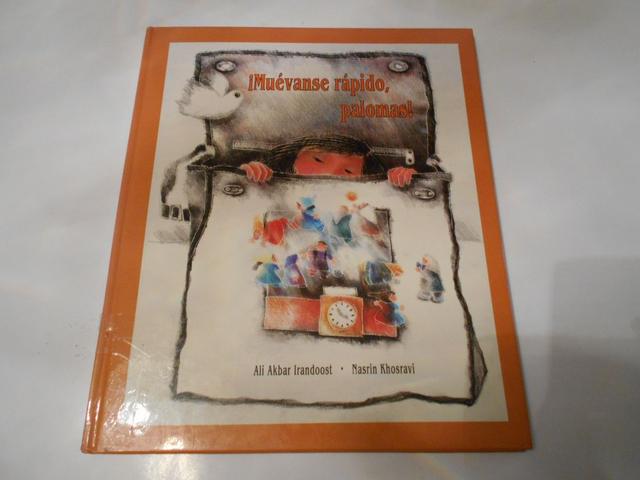 ¡Muévanse rápido,
palomas!
Ali Akbar Irandoost • Nasrin Khosravi